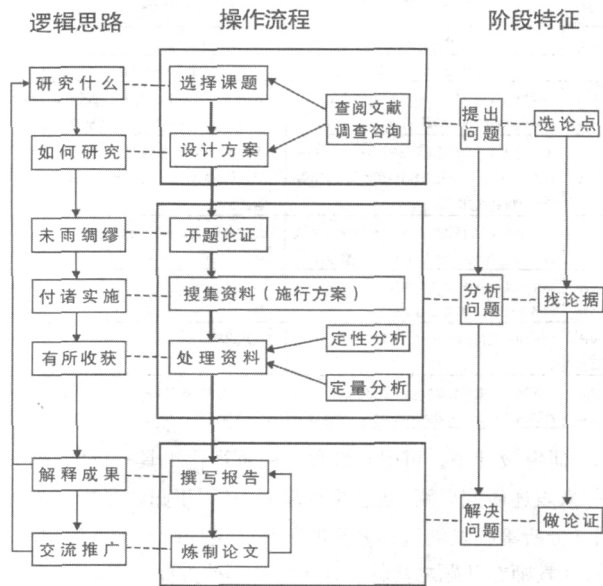 逻辑思路
操作流程
阶段特征
研究什么
选择课题
查阅文献
调查咨询
提出
问题
选论点
如何研究
设计方案
未雨绸缪
开题论证
付诸实施
搜集资料（施行方案）
分析
问题
找论据
有所收获
处理资料
定性分析
定量分析
解释成果
撰写报告
解决
问题
做论证
交流推广
炼制论文